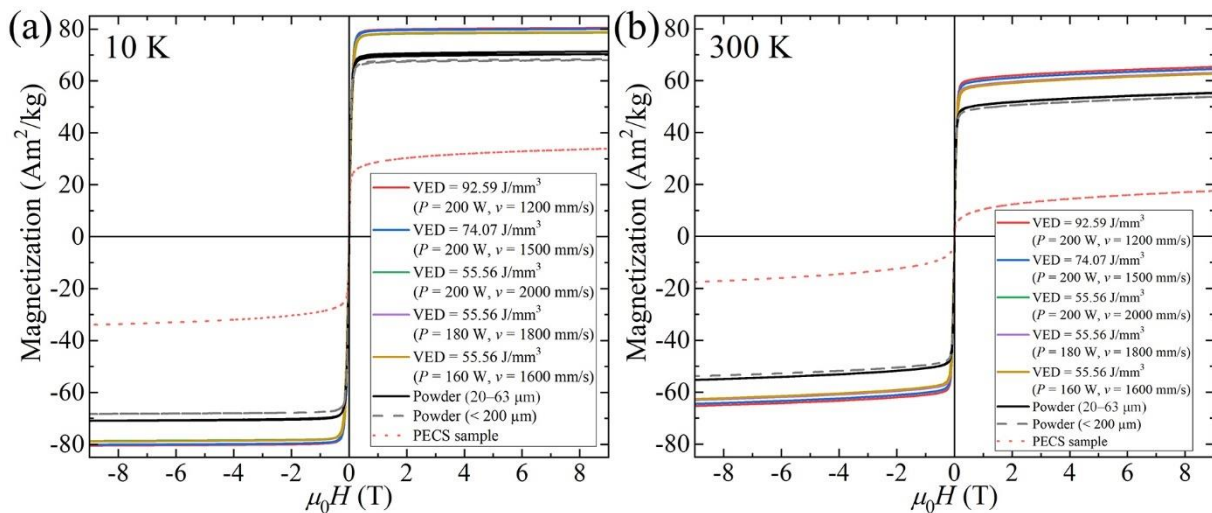 (a)
10 K
Magnetization (Am²/kg)
80
60
40
20
0
-20
-40
-60
-80
-8 -6 -4 -2 0 2 4 6 8
μ₀H (T)
VED = 92.59 J/mm³
(P = 200 W, v = 1200 mm/s)
VED = 74.07 J/mm³
(P = 200 W, v = 1500 mm/s)
VED = 55.56 J/mm³
(P = 200 W, v = 2000 mm/s)
VED = 55.56 J/mm³
(P = 180 W, v = 1800 mm/s)
VED = 55.56 J/mm³
(P = 160 W, v = 1600 mm/s)
Powder (20–63 µm)
Powder (< 200 µm)
PECS sample
(b)
300 K
Magnetization (Am²/kg)
80
60
40
20
0
-20
-40
-60
-80
-8 -6 -4 -2 0 2 4 6 8
μ₀H (T)
VED = 92.59 J/mm³
(P = 200 W, v = 1200 mm/s)
VED = 74.07 J/mm³
(P = 200 W, v = 1500 mm/s)
VED = 55.56 J/mm³
(P = 200 W, v = 2000 mm/s)
VED = 55.56 J/mm³
(P = 180 W, v = 1800 mm/s)
VED = 55.56 J/mm³
(P = 160 W, v = 1600 mm/s)
Powder (20–63 µm)
Powder (< 200 µm)
PECS sample